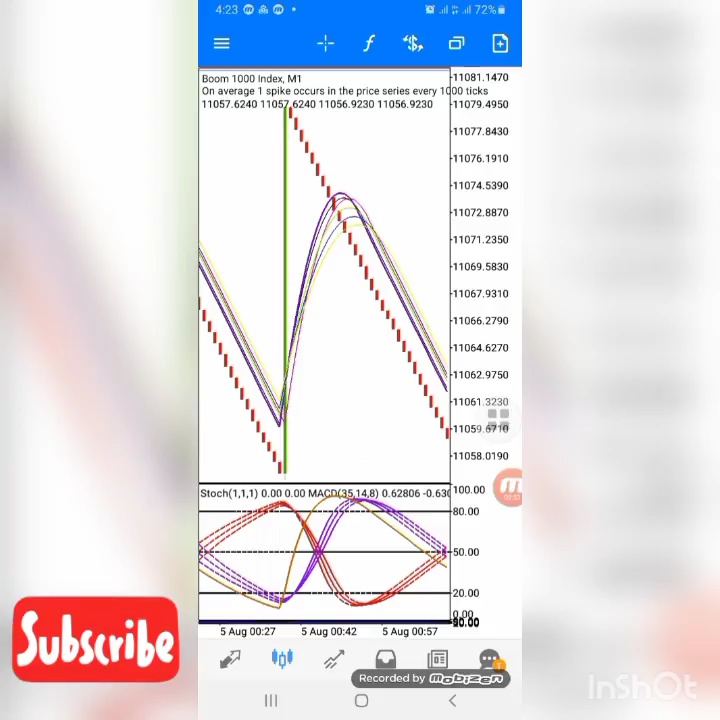 4:23
72%
Boom 1000 Index, M1
On average 1 spike occurs in the price series every 1000 ticks
11057.6240 11057.6240 11056.9230 11056.9230
11081.1470
11079.4950
11077.8430
11076.1910
11074.5390
11072.8870
11071.2350
11069.5830
11067.9310
11066.2790
11064.6270
11062.9750
11061.3230
11059.6710
11058.0190
Stoch(1,1,1) 0.00 0.00 MACD(35,14,8) 0.62806 -0.630
100.00
80.00
50.00
20.00
0.00
5 Aug 00:27
5 Aug 00:42
5 Aug 00:57
Subscribe
Recorded by mobizen
InShOt